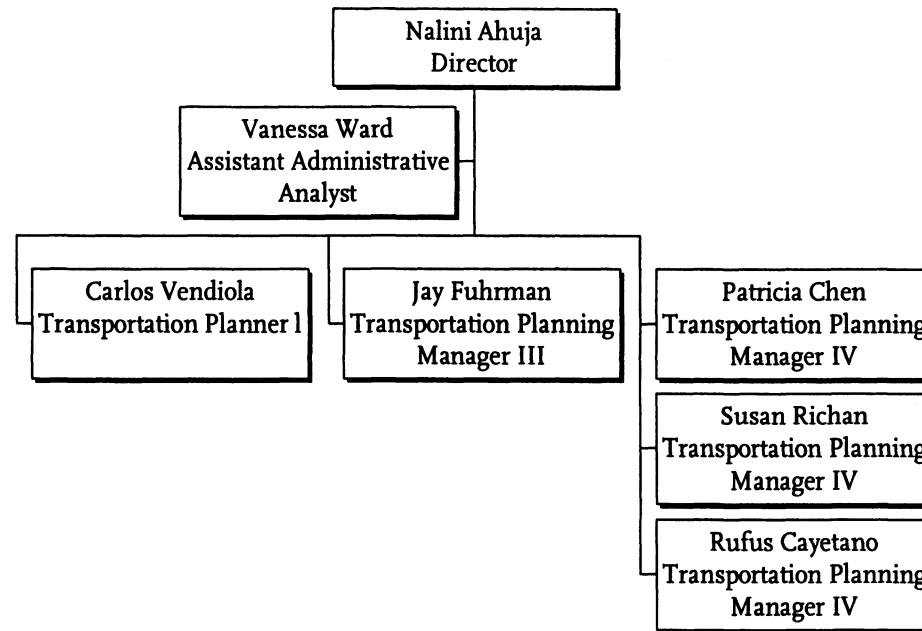 Nalini Ahuja
Director
Vanessa Ward
Assistant Administrative
Analyst
Carlos Vendiola
Transportation Planner l
Jay Fuhrman
Transportation Planning
Manager III
Patricia Chen
Transportation Planning
Manager IV
Susan Richan
Transportation Planning
Manager IV
Rufus Cayetano
Transportation Planning
Manager IV